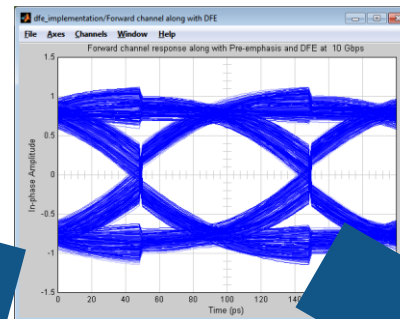 dfe_implementation/Forward channel along with DFE
File Axes Channels Window Help
Forward channel response along with Pre-emphasis and DFE at 10 Gbps
1.5
1
0.5
0
-0.5
-1
-1.5
In-phase Amplitude
0 20 40 60 80 100 120
Time (ps)